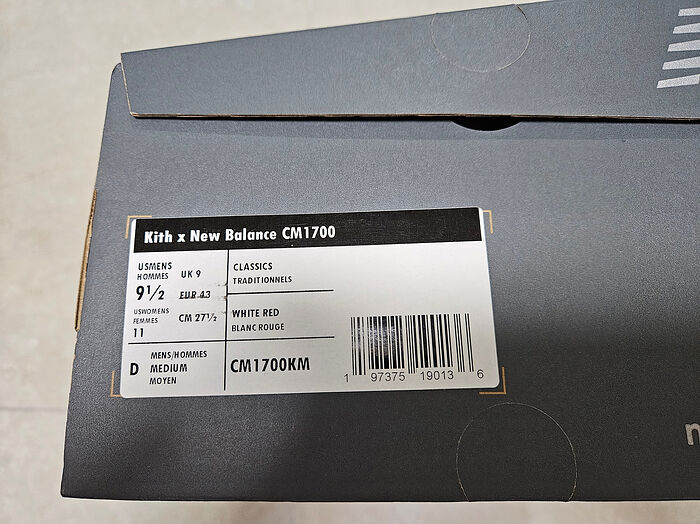 Kith x New Balance CM1700
USMENS
HOMMES
9½
UK 9
EUR 43
USWOMENS
FEMMES
11
CM 27½
CLASSICS
TRADITIONNELS
WHITE RED
BLANC ROUGE
D
MENS/HOMMES
MEDIUM
MOYEN
CM1700KM
1 97375 19013 6